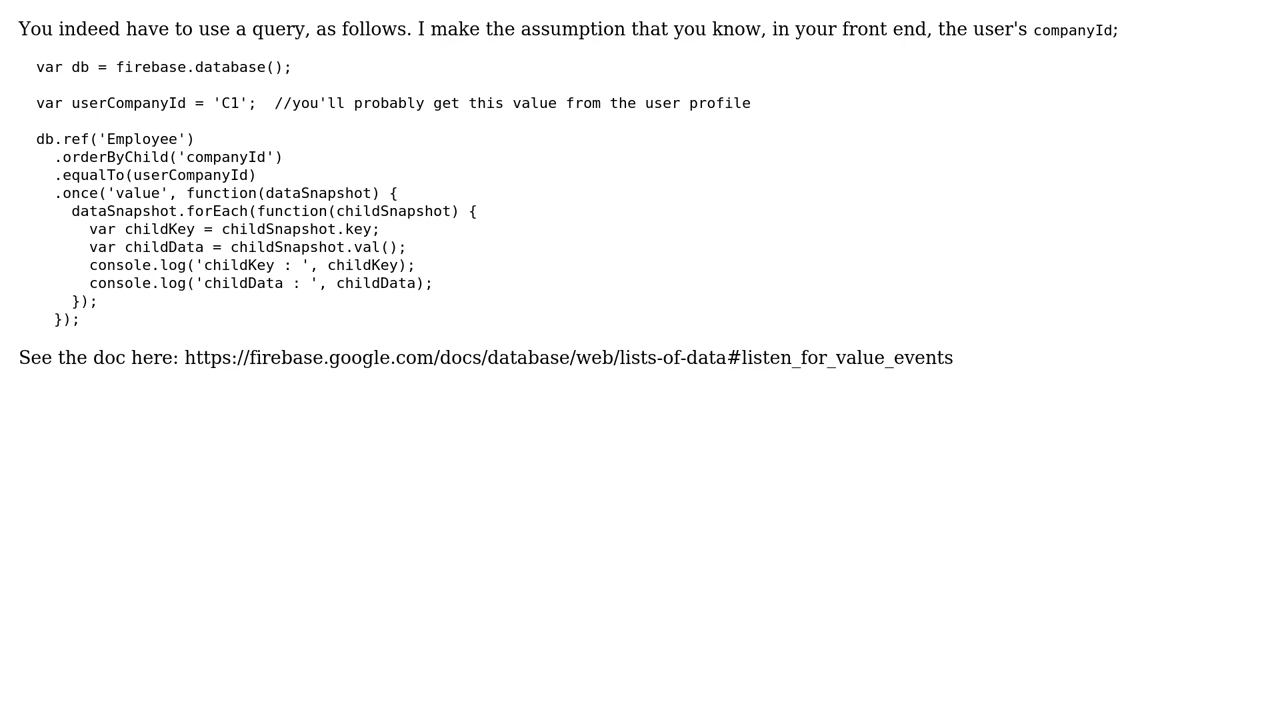 You indeed have to use a query, as follows. I make the assumption that you know, in your front end, the user's companyId;
var db = firebase.database();
var userCompanyId = 'C1';  //you'll probably get this value from the user profile
db.ref('Employee')
  .orderByChild('companyId')
  .equalTo(userCompanyId)
  .once('value', function(dataSnapshot) {
    dataSnapshot.forEach(function(childSnapshot) {
      var childKey = childSnapshot.key;
      var childData = childSnapshot.val();
      console.log('childKey : ', childKey);
      console.log('childData : ', childData);
    });
  });
See the doc here: https://firebase.google.com/docs/database/web/lists-of-data#listen_for_value_events